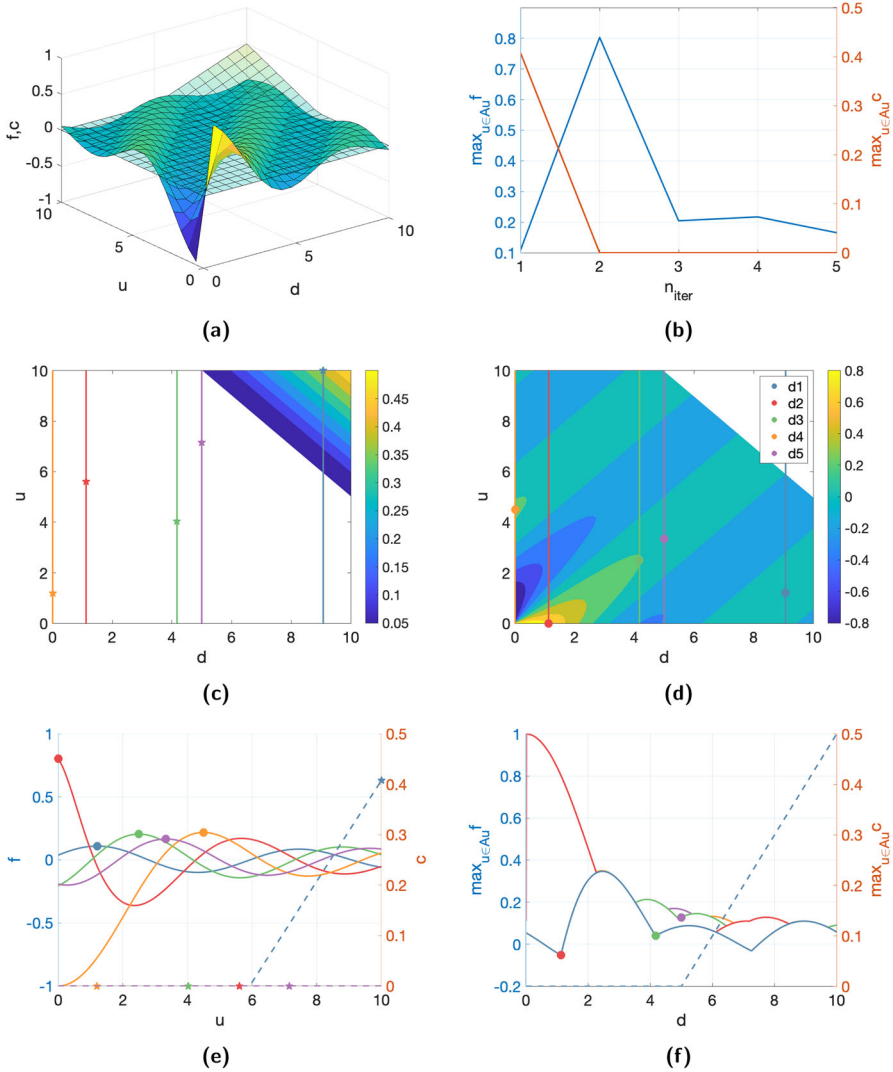 1
0.5
0
-0.5
-1
f,c
10
5
0
u
0
5
10
d
(a)
0.8
0.7
0.6
0.5
0.4
0.3
0.2
0.1
max_{u∈Au}f
0.5
0.4
0.3
0.2
0.1
0
max_{u∈Au}c
1 2 3 4 5
n_{iter}
(b)
10
8
6
4
2
0
u
0 2 4 6 8 10
d
0.45
0.4
0.35
0.3
0.25
0.2
0.15
0.1
0.05
(c)
10
8
6
4
2
0
u
0 2 4 6 8 10
d
d1
d2
d3
d4
d5
0.8
0.6
0.4
0.2
0
-0.2
-0.4
-0.6
-0.8
(d)
1
0.5
0
-0.5
-1
f
0.5
0.4
0.3
0.2
0.1
0
c
0 2 4 6 8 10
u
(e)
1
0.8
0.6
0.4
0.2
0
-0.2
max_{u∈Au}f
0.5
0.4
0.3
0.2
0.1
0
max_{u∈Au}c
0 2 4 6 8 10
d
(f)